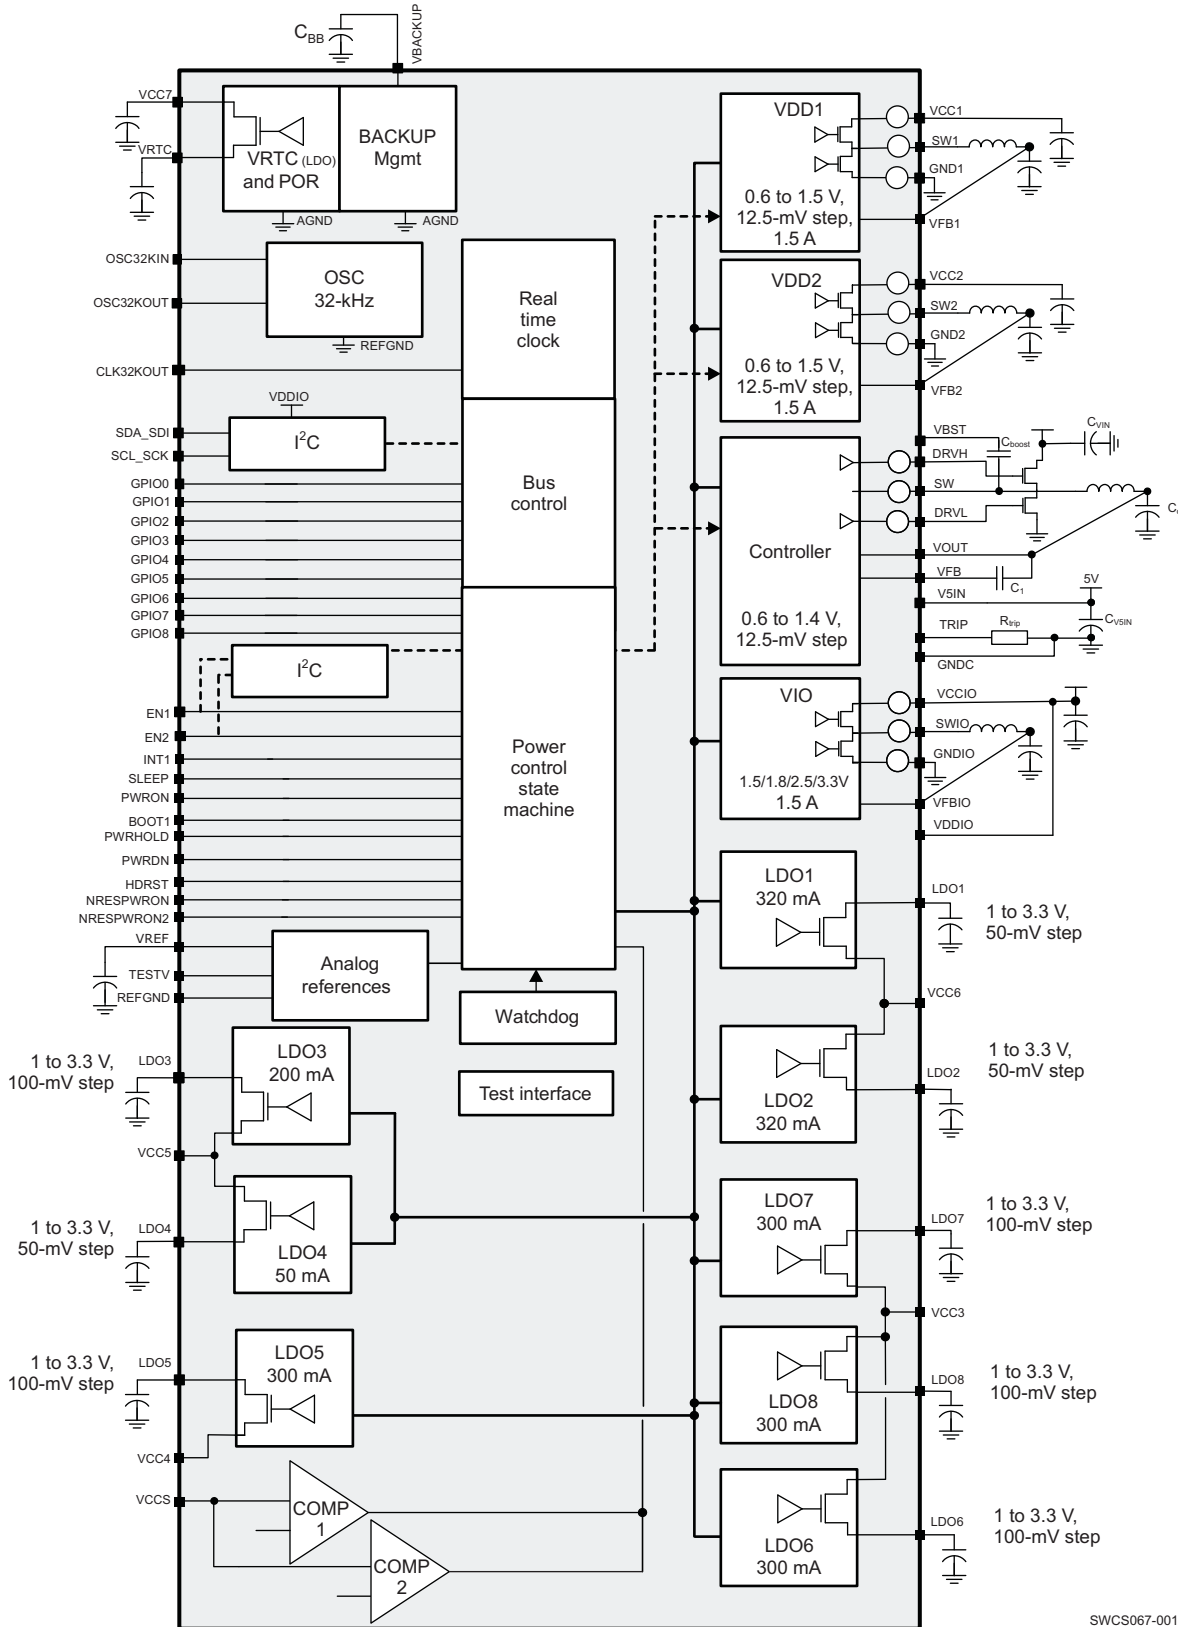 C_BB
VBACKUP
VCC7
VRTC
VRTC (LDO)
and POR
BACKUP
Mgmt
AGND
AGND
OSC32KIN
OSC32KOUT
OSC
32-kHz
REFGND
CLK32KOUT
VDDIO
SDA_SDI
SCL_SCK
I²C
GPIO0
GPIO1
GPIO2
GPIO3
GPIO4
GPIO5
GPIO6
GPIO7
GPIO8
I²C
EN1
EN2
INT1
SLEEP
PWRON
BOOT1
PWRHOLD
PWRDN
HDRST
NRESPWRON
NRESPWRON2
VREF
TESTV
REFGND
Analog
references
Real
time
clock
Bus
control
Power
control
state
machine
Watchdog
Test interface
1 to 3.3 V,
100-mV step
LDO3
LDO3
200 mA
VCC5
1 to 3.3 V,
50-mV step
LDO4
LDO4
50 mA
1 to 3.3 V,
100-mV step
LDO5
LDO5
300 mA
VCC4
VCCS
COMP
1
COMP
2
VDD1
0.6 to 1.5 V,
12.5-mV step,
1.5 A
VCC1
SW1
GND1
VFB1
VDD2
0.6 to 1.5 V,
12.5-mV step,
1.5 A
VCC2
SW2
GND2
VFB2
Controller
0.6 to 1.4 V,
12.5-mV step
VBST
DRVH
SW
DRVL
VOUT
VFB
V5IN
TRIP
GNDC
C_boost
C_VIN
C_1
5V
C_V5IN
R_trip
VIO
1.5/1.8/2.5/3.3V
1.5 A
VCCIO
SWIO
GNDIO
VFBIO
VDDIO
LDO1
320 mA
LDO1
1 to 3.3 V,
50-mV step
VCC6
LDO2
320 mA
LDO2
1 to 3.3 V,
50-mV step
LDO7
300 mA
LDO7
1 to 3.3 V,
100-mV step
VCC3
LDO8
300 mA
LDO8
1 to 3.3 V,
100-mV step
LDO6
300 mA
LDO6
1 to 3.3 V,
100-mV step
SWCS067-001